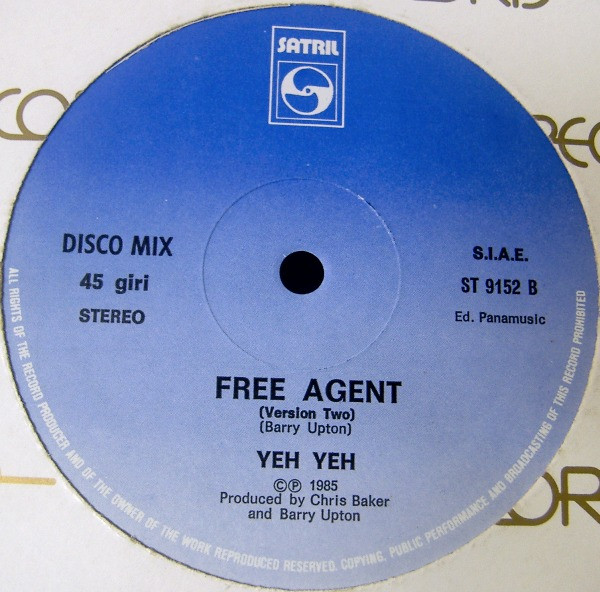 SATRIL
DISCO MIX
45 giri
STEREO
S.I.A.E.
ST 9152 B
Ed. Panamusic
FREE AGENT
(Version Two)
(Barry Upton)
YEH YEH
©℗ 1985
Produced by Chris Baker
and Barry Upton
ALL RIGHTS OF THE RECORD PRODUCER AND OF THE OWNER OF THE WORK REPRODUCED RESERVED. COPYING, PUBLIC PERFORMANCE AND BROADCASTING OF THIS RECORD PROHIBITED